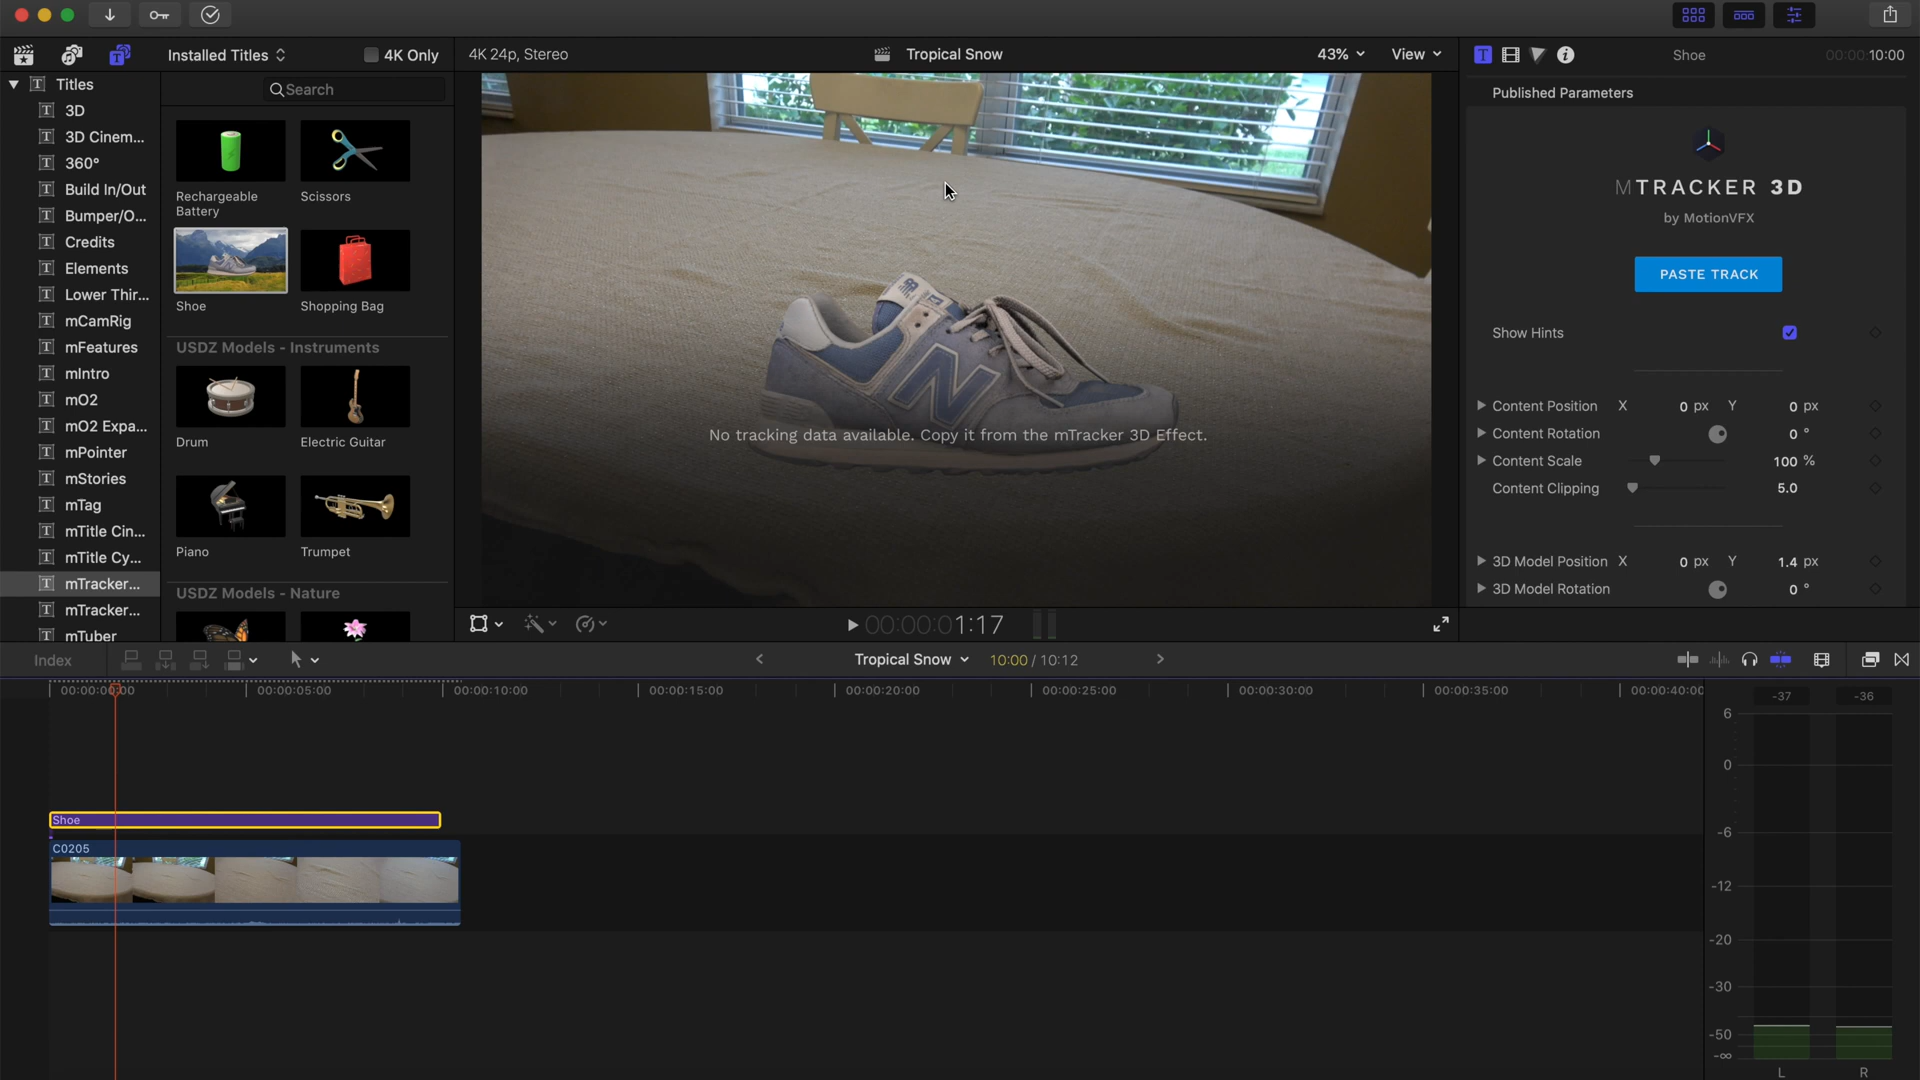 Installed Titles
4K Only
4K 24p, Stereo
Tropical Snow
43%
View
Shoe
00:00:10:00
Titles
3D
3D Cinem...
360°
Build In/Out
Bumper/O...
Credits
Elements
Lower Thir...
mCamRig
mFeatures
mIntro
mO2
mO2 Expa...
mPointer
mStories
mTag
mTitle Cin...
mTitle Cy...
mTracker...
mTracker...
mTuber
Search
Rechargeable
Battery
Scissors
Shoe
Shopping Bag
USDZ Models - Instruments
Drum
Electric Guitar
Piano
Trumpet
USDZ Models - Nature
N
No tracking data available. Copy it from the mTracker 3D Effect.
00:00:01:17
Published Parameters
MTRACKER 3D
by MotionVFX
PASTE TRACK
Show Hints
Content Position X 0 px Y 0 px
Content Rotation 0 °
Content Scale 100 %
Content Clipping 5.0
3D Model Position X 0 px Y 1.4 px
3D Model Rotation 0 °
Index
Tropical Snow
10:00 / 10:12
00:00:00:00
00:00:05:00
00:00:10:00
00:00:15:00
00:00:20:00
00:00:25:00
00:00:30:00
00:00:35:00
00:00:40:00
Shoe
C0205
-37 -36
6
0
-6
-12
-20
-30
-50
-∞
L R